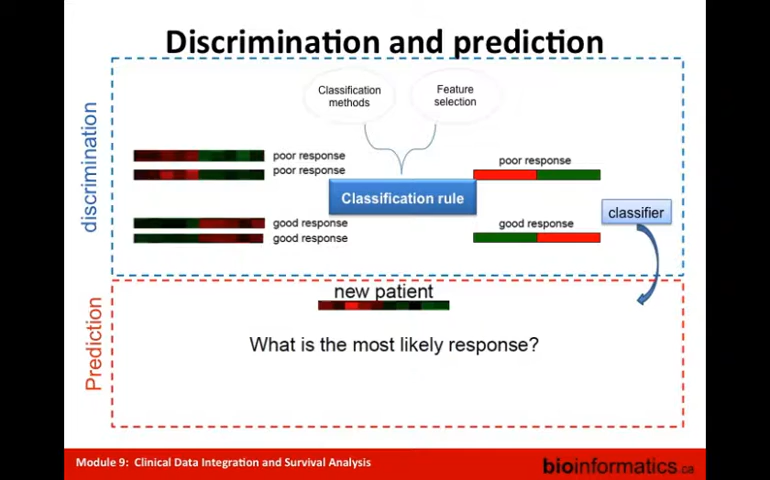 Discrimination and prediction
Classification
methods
Feature
selection
discrimination
poor response
poor response
good response
good response
Classification rule
poor response
good response
classifier
Prediction
new patient
What is the most likely response?
Module 9: Clinical Data Integration and Survival Analysis
bioinformatics.ca